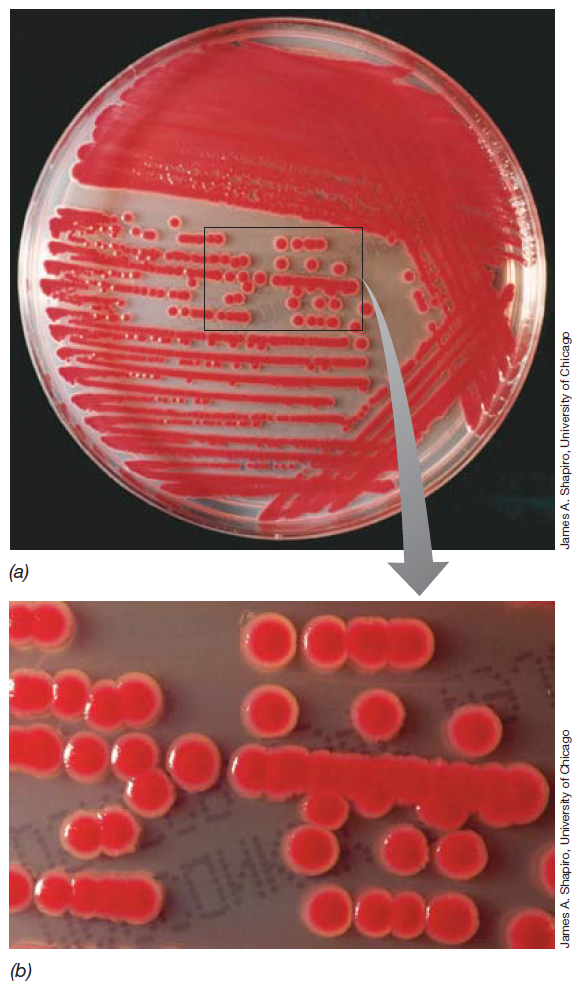 James A. Shapiro, University of Chicago
(a)
James A. Shapiro, University of Chicago
(b)